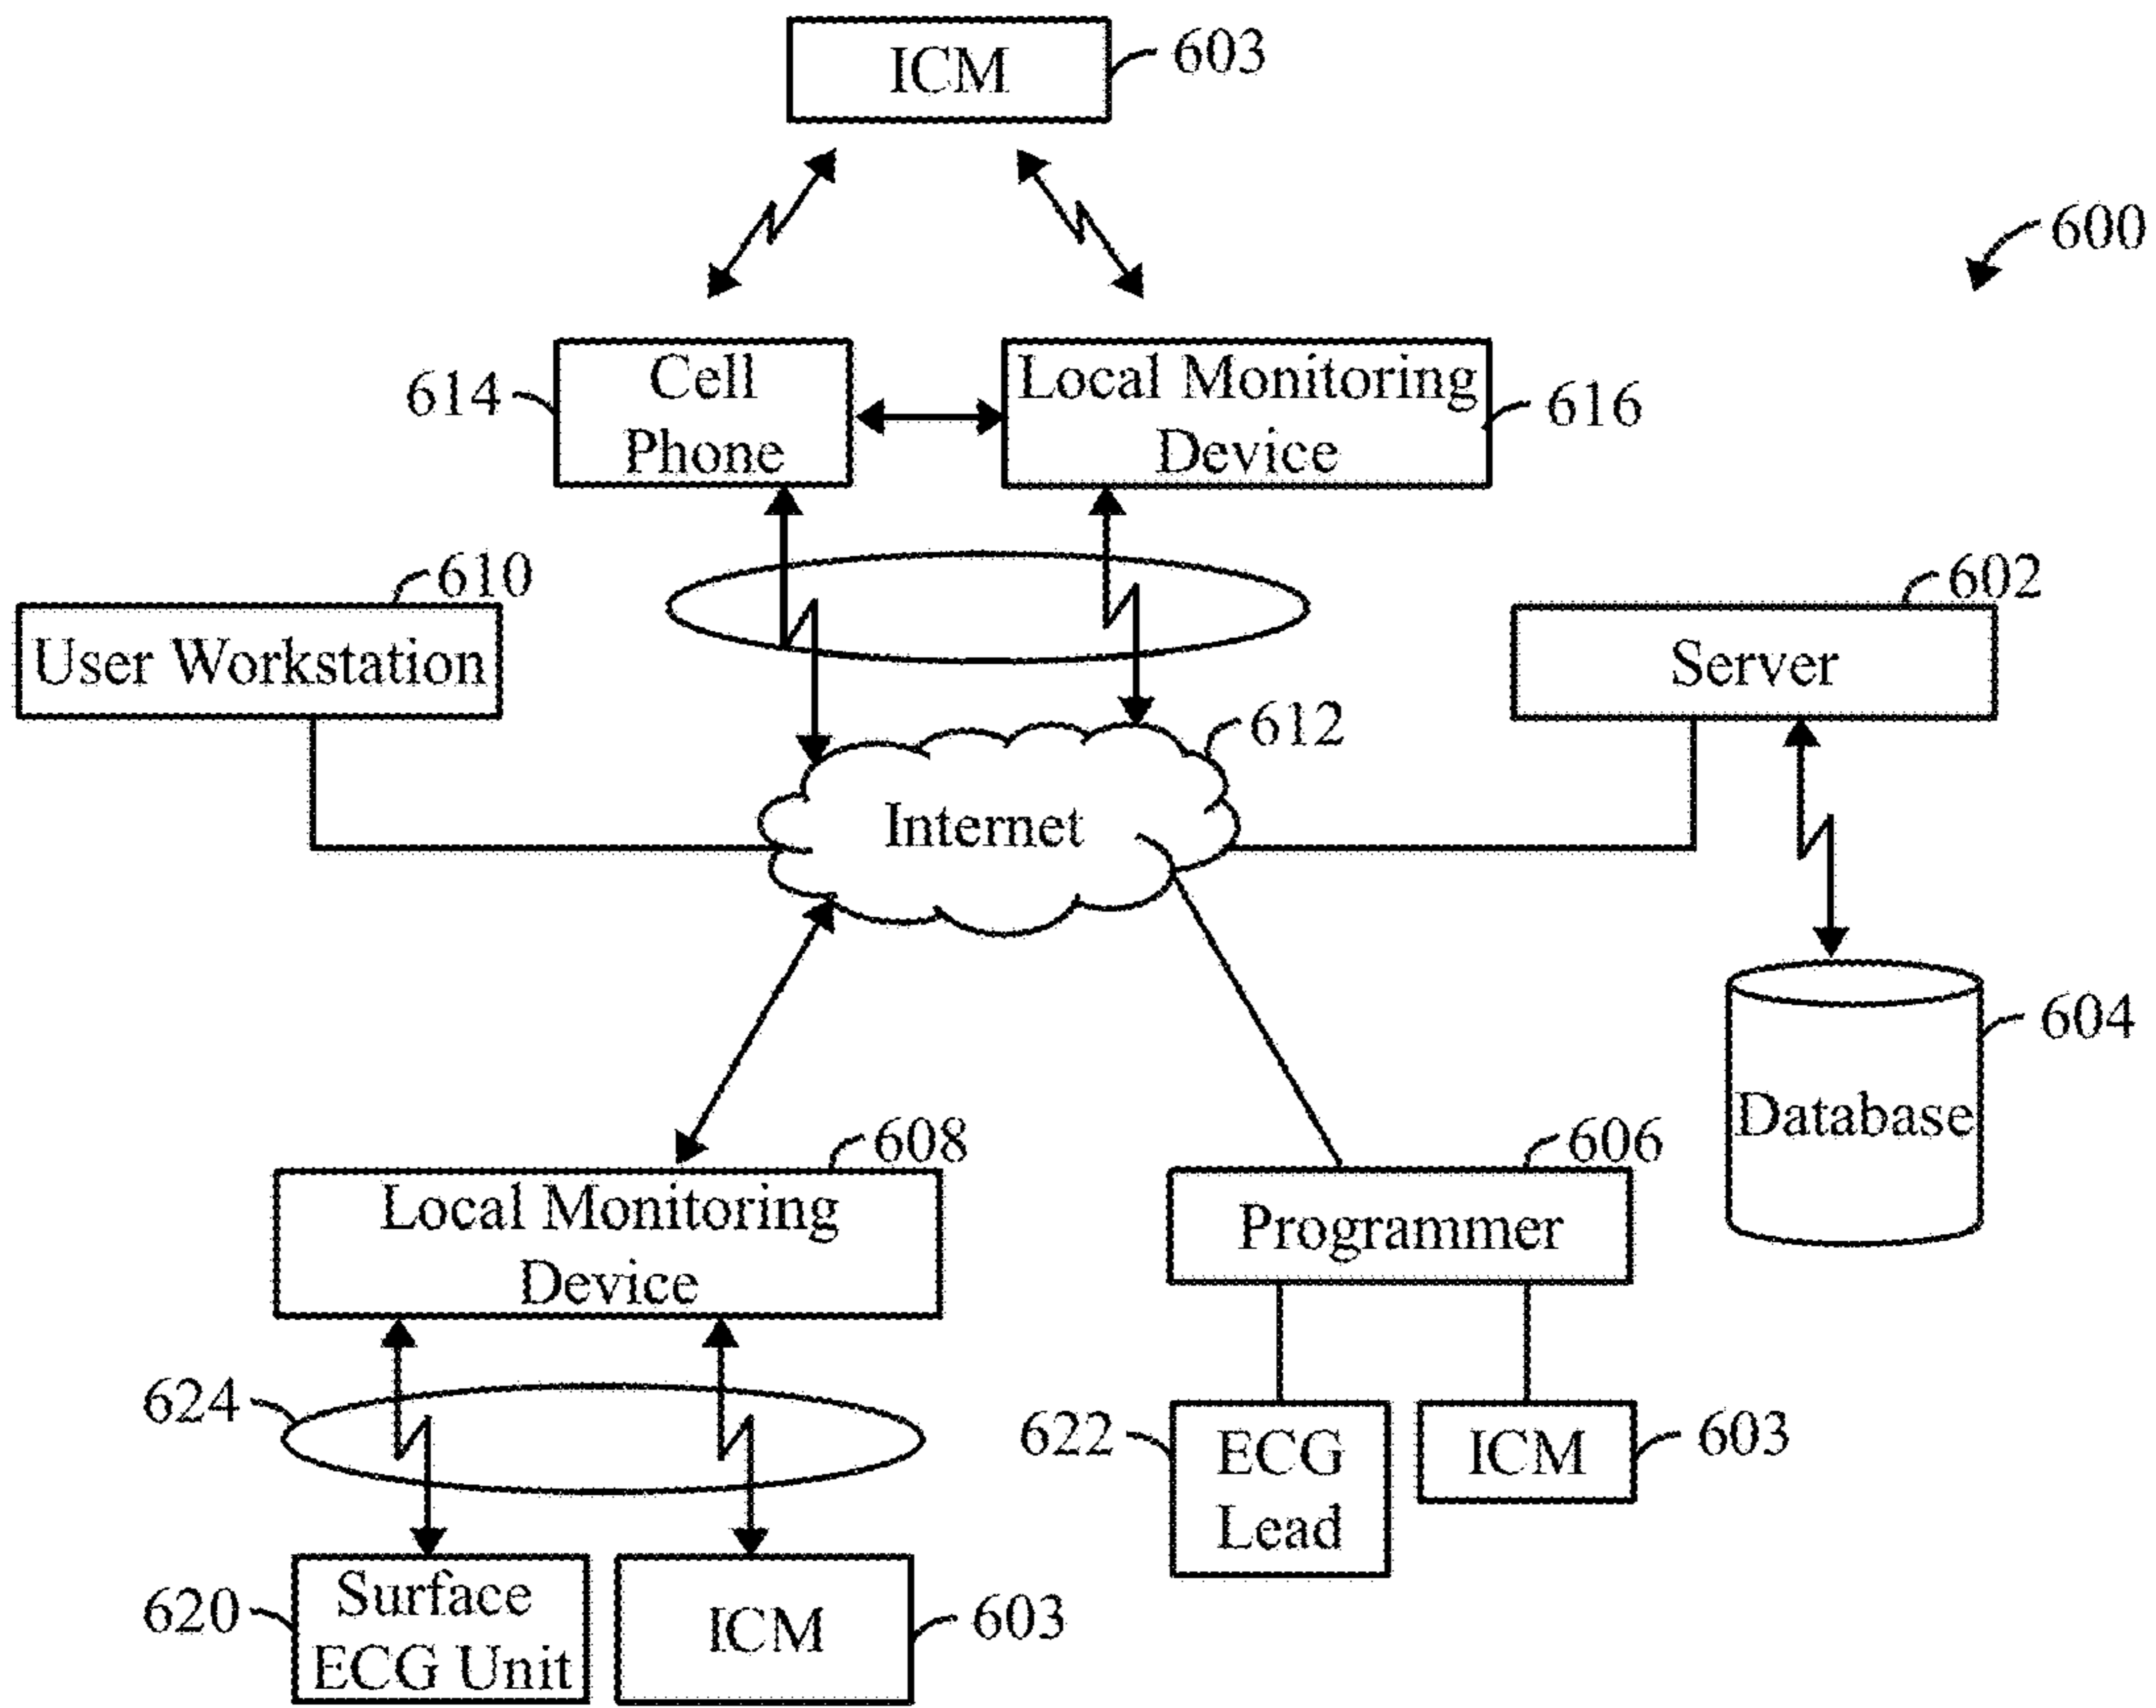 ICM
603
600
Cell
Phone
614
Local Monitoring
Device
616
610
User Workstation
602
Server
612
Internet
604
Database
608
Local Monitoring
Device
606
Programmer
624
622
ECG
Lead
ICM
603
620
Surface
ECG Unit
ICM
603